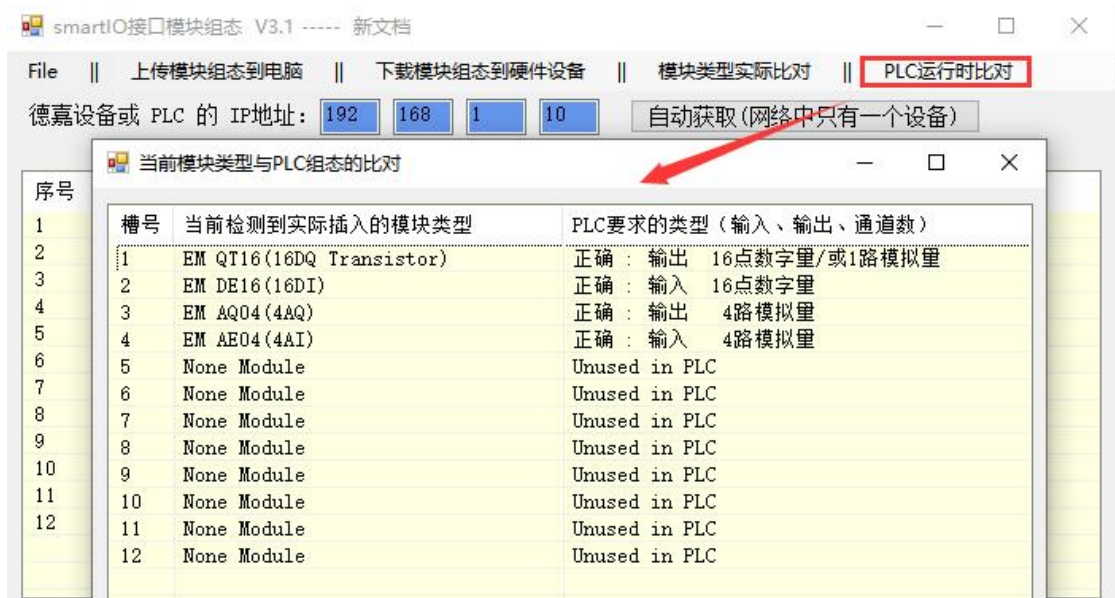 smartIO接口模块组态 V3.1 ----- 新文档
File || 上传模块组态到电脑 || 下载模块组态到硬件设备 || 模块类型实际比对 || PLC运行时比对
德嘉设备或 PLC 的 IP地址: 192 168 1 10 自动获取(网络中只有一个设备)
当前模块类型与PLC组态的比对
序号
1
2
3
4
5
6
7
8
9
10
11
12
槽号 当前检测到实际插入的模块类型 PLC要求的类型(输入、输出、通道数)
1 EM QT16(16DQ Transistor) 正确 : 输出 16点数字量/或1路模拟量
2 EM DE16(16DI) 正确 : 输入 16点数字量
3 EM AQ04(4AQ) 正确 : 输出 4路模拟量
4 EM AE04(4AI) 正确 : 输入 4路模拟量
5 None Module Unused in PLC
6 None Module Unused in PLC
7 None Module Unused in PLC
8 None Module Unused in PLC
9 None Module Unused in PLC
10 None Module Unused in PLC
11 None Module Unused in PLC
12 None Module Unused in PLC